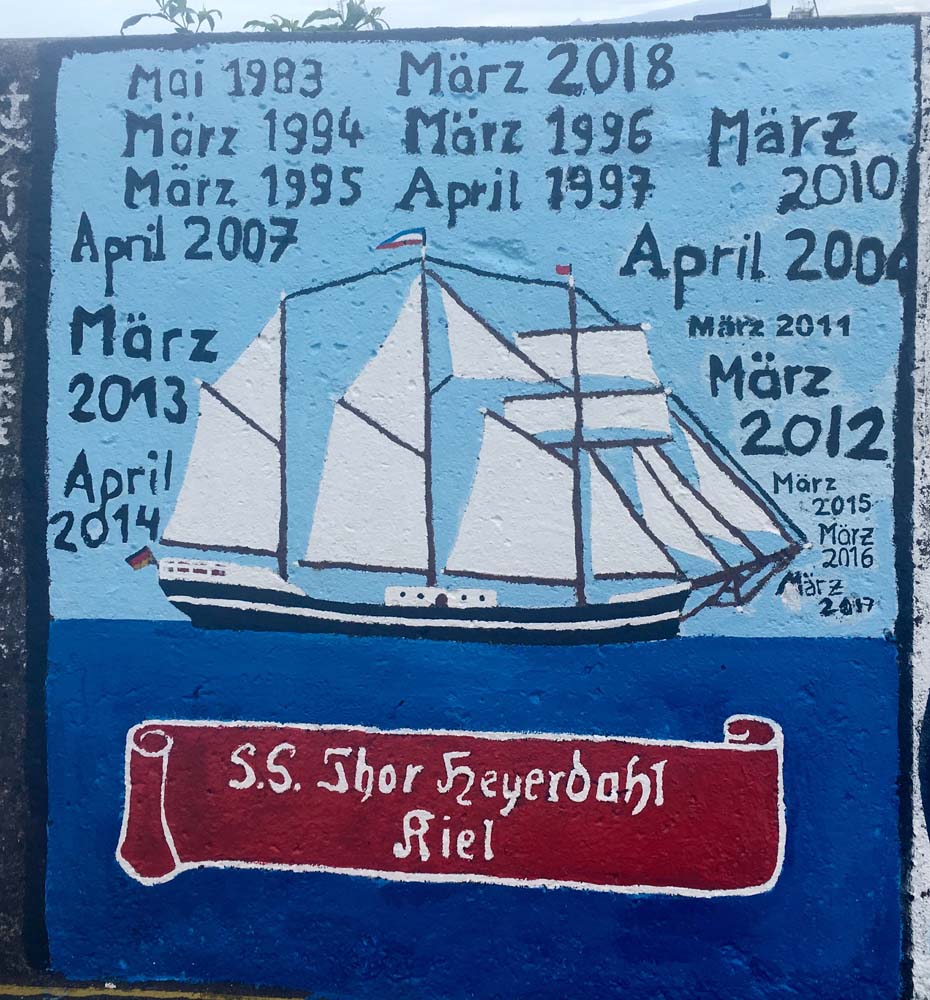 Mai 1983
März 2018
März 1994
März 1996
März 1995
April 1997
März
2010
April 2007
April 2004
März
2013
März 2011
März
2012
April
2014
März
2015
März
2016
März
2017
S.S. Thor Heyerdahl
Kiel